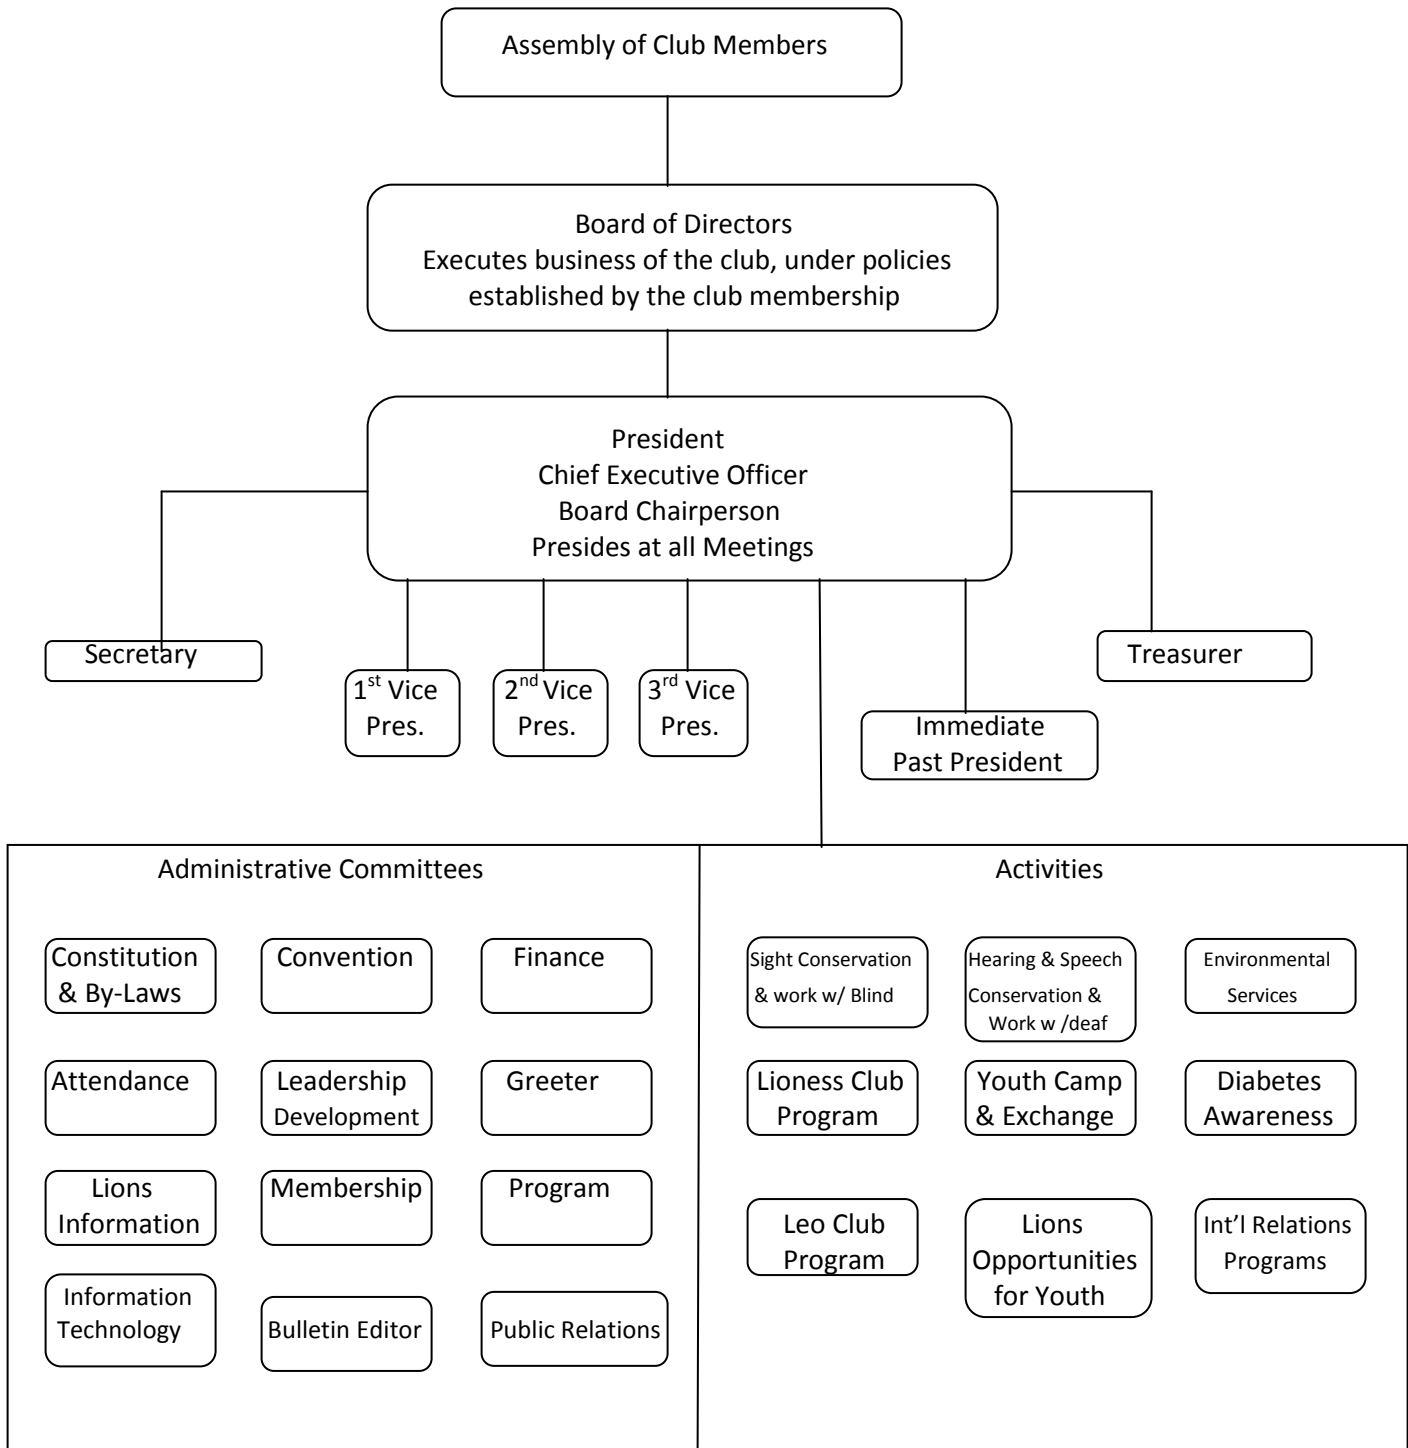 Assembly of Club Members
Board of Directors
Executes business of the club, under policies
established by the club membership
President
Chief Executive Officer
Board Chairperson
Presides at all Meetings
Secretary
1st Vice
Pres.
2nd Vice
Pres.
3rd Vice
Pres.
Immediate
Past President
Treasurer
Administrative Committees
Constitution
& By-Laws
Convention
Finance
Attendance
Leadership
Development
Greeter
Lions
Information
Membership
Program
Information
Technology
Bulletin Editor
Public Relations
Activities
Sight Conservation
& work w/ Blind
Hearing & Speech
Conservation &
Work w /deaf
Environmental
Services
Lioness Club
Program
Youth Camp
& Exchange
Diabetes
Awareness
Leo Club
Program
Lions
Opportunities
for Youth
Int’l Relations
Programs